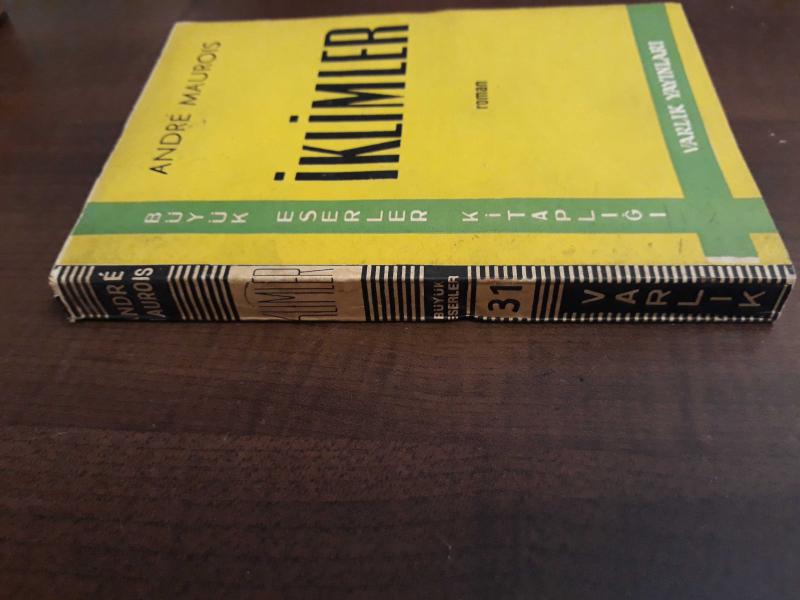 ANDRÉ MAUROIS
İKLİMLER
roman
BÜYÜK ESERLER KİTAPLIĞI
VARLIK YAYINLARI
ANDRÉ
MAUROIS
İKLİMLER
BÜYÜK
ESERLER
31
VARLIK